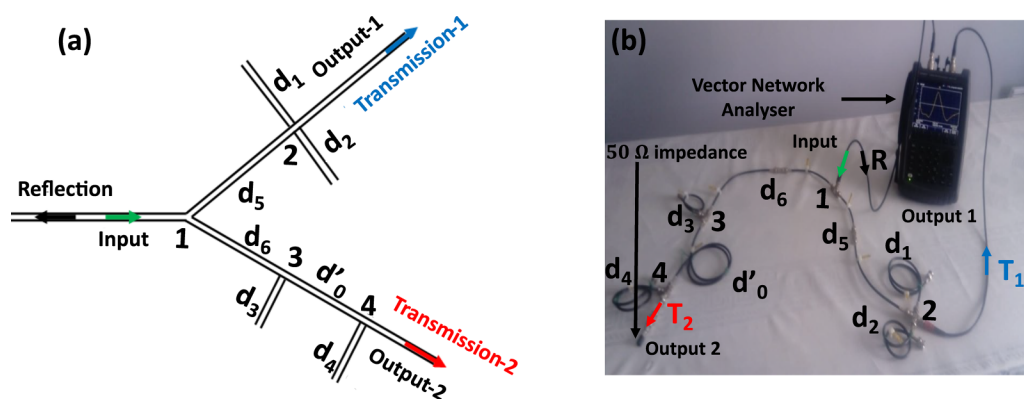 (a)
d₁
Output-1
Transmission-1
2
d₂
Reflection
Input
1
d₅
d₆
3
d'₀
d₃
4
Transmission-2
d₄
Output-2
(b)
Vector Network
Analyser
50 Ω impedance
Input
R
d₆
1
Output 1
d₃
3
d₅
d₁
d₄
4
d'₀
T₁
T₂
2
d₂
Output 2